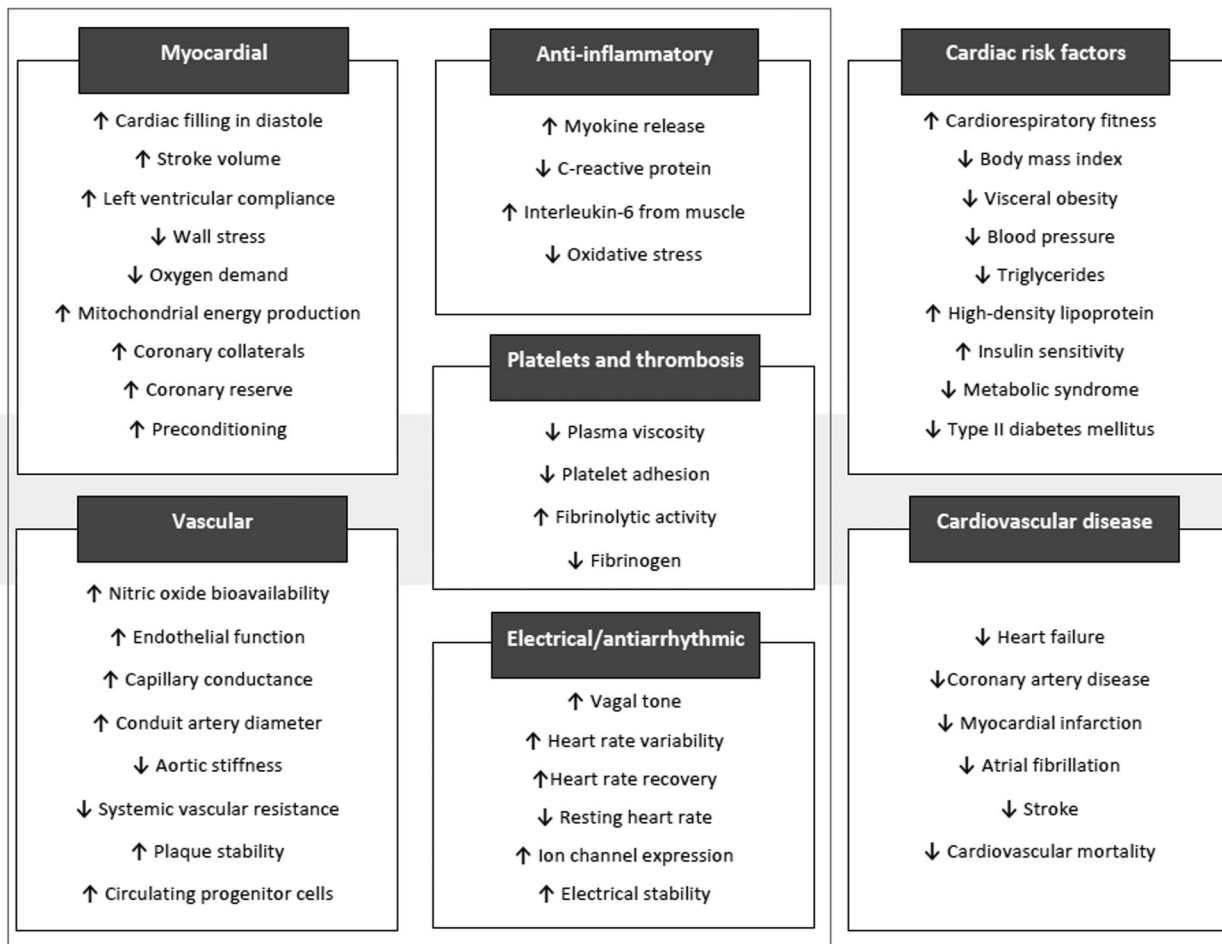 Myocardial
↑ Cardiac filling in diastole
↑ Stroke volume
↑ Left ventricular compliance
↓ Wall stress
↓ Oxygen demand
↑ Mitochondrial energy production
↑ Coronary collaterals
↑ Coronary reserve
↑ Preconditioning
Vascular
↑ Nitric oxide bioavailability
↑ Endothelial function
↑ Capillary conductance
↑ Conduit artery diameter
↓ Aortic stiffness
↓ Systemic vascular resistance
↑ Plaque stability
↑ Circulating progenitor cells
Anti-inflammatory
↑ Myokine release
↓ C-reactive protein
↑ Interleukin-6 from muscle
↓ Oxidative stress
Platelets and thrombosis
↓ Plasma viscosity
↓ Platelet adhesion
↑ Fibrinolytic activity
↓ Fibrinogen
Electrical/antiarrhythmic
↑ Vagal tone
↑ Heart rate variability
↑Heart rate recovery
↓ Resting heart rate
↑ Ion channel expression
↑ Electrical stability
Cardiac risk factors
↑ Cardiorespiratory fitness
↓ Body mass index
↓ Visceral obesity
↓ Blood pressure
↓ Triglycerides
↑ High-density lipoprotein
↑ Insulin sensitivity
↓ Metabolic syndrome
↓ Type II diabetes mellitus
Cardiovascular disease
↓ Heart failure
↓Coronary artery disease
↓ Myocardial infarction
↓ Atrial fibrillation
↓ Stroke
↓ Cardiovascular mortality